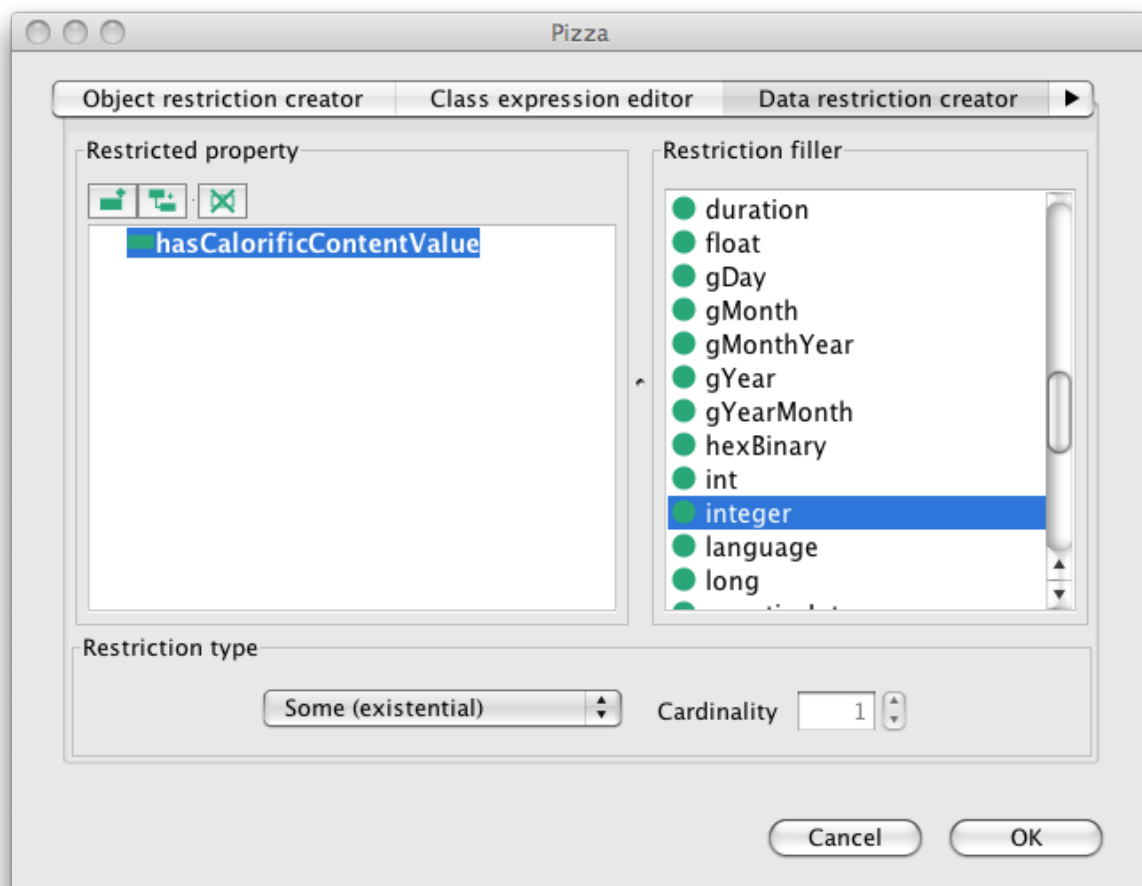 Pizza
Object restriction creator
Class expression editor
Data restriction creator
Restricted property
hasCalorificContentValue
Restriction filler
duration
float
gDay
gMonth
gMonthYear
gYear
gYearMonth
hexBinary
int
integer
language
long
Restriction type
Some (existential)
Cardinality
1
Cancel
OK